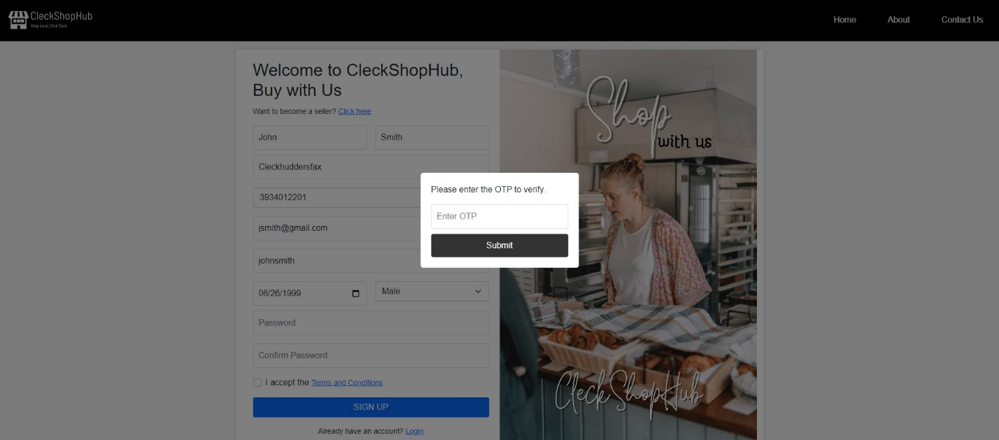 CleckShopHub
Shop Local, Click Cleck
Home
About
Contact Us
Welcome to CleckShopHub,
Buy with Us
Want to become a seller? Click here
John
Smith
Cleckhuddersfax
3934012201
jsmith@gmail.com
johnsmith
06/26/1999
Male
Password
Confirm Password
I accept the Terms and Conditions.
SIGN UP
Already have an account? Login
Please enter the OTP to verify.
Enter OTP
Submit
Shop
with us
CleckShopHub